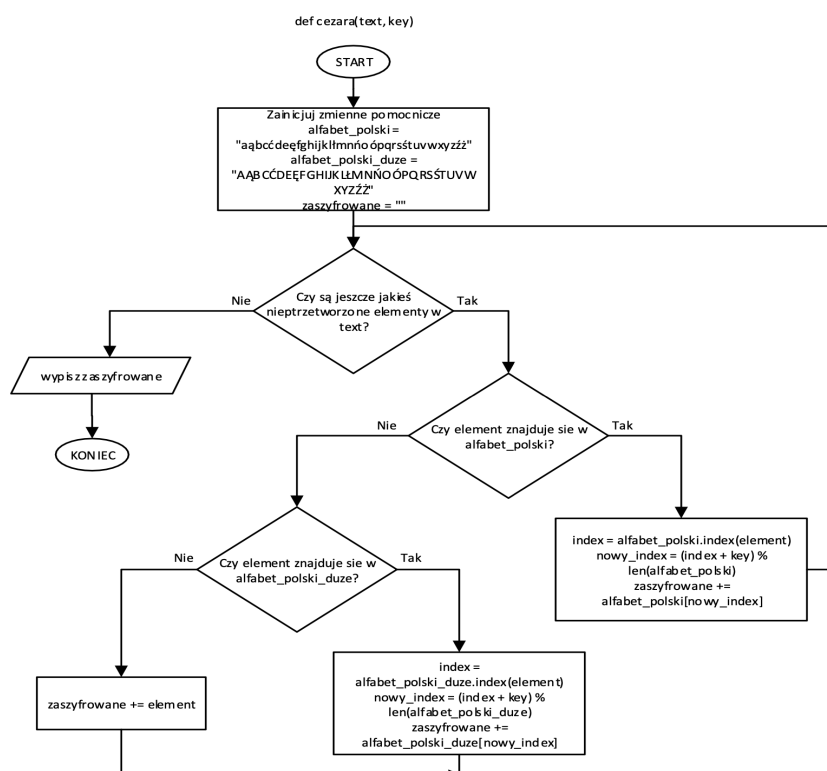 def cezara(text, key)
START
Zainicjuj zmienne pomocnicze
alfabet_polski =
"aąbcćdeęfghijklłmnńoópqrsśtuvwxyzźż"
alfabet_polski_duze =
"AĄBCĆDEĘFGHIJKLŁMNŃOÓPQRSŚTUVW
XYZŹŻ"
zaszyfrowane = ""
Czy są jeszcze jakieś
nieptrzetworzone elementy w
text?
Nie
Tak
wypisz zaszyfrowane
KONIEC
Czy element znajduje sie w
alfabet_polski?
Nie
Tak
index = alfabet_polski.index(element)
nowy_index = (index + key) %
len(alfabet_polski)
zaszyfrowane +=
alfabet_polski[nowy_index]
Czy element znajduje sie w
alfabet_polski_duze?
Nie
Tak
zaszyfrowane += element
index =
alfabet_polski_duze.index(element)
nowy_index = (index + key) %
len(alfabet_polski_duze)
zaszyfrowane +=
alfabet_polski_duze[nowy_index]